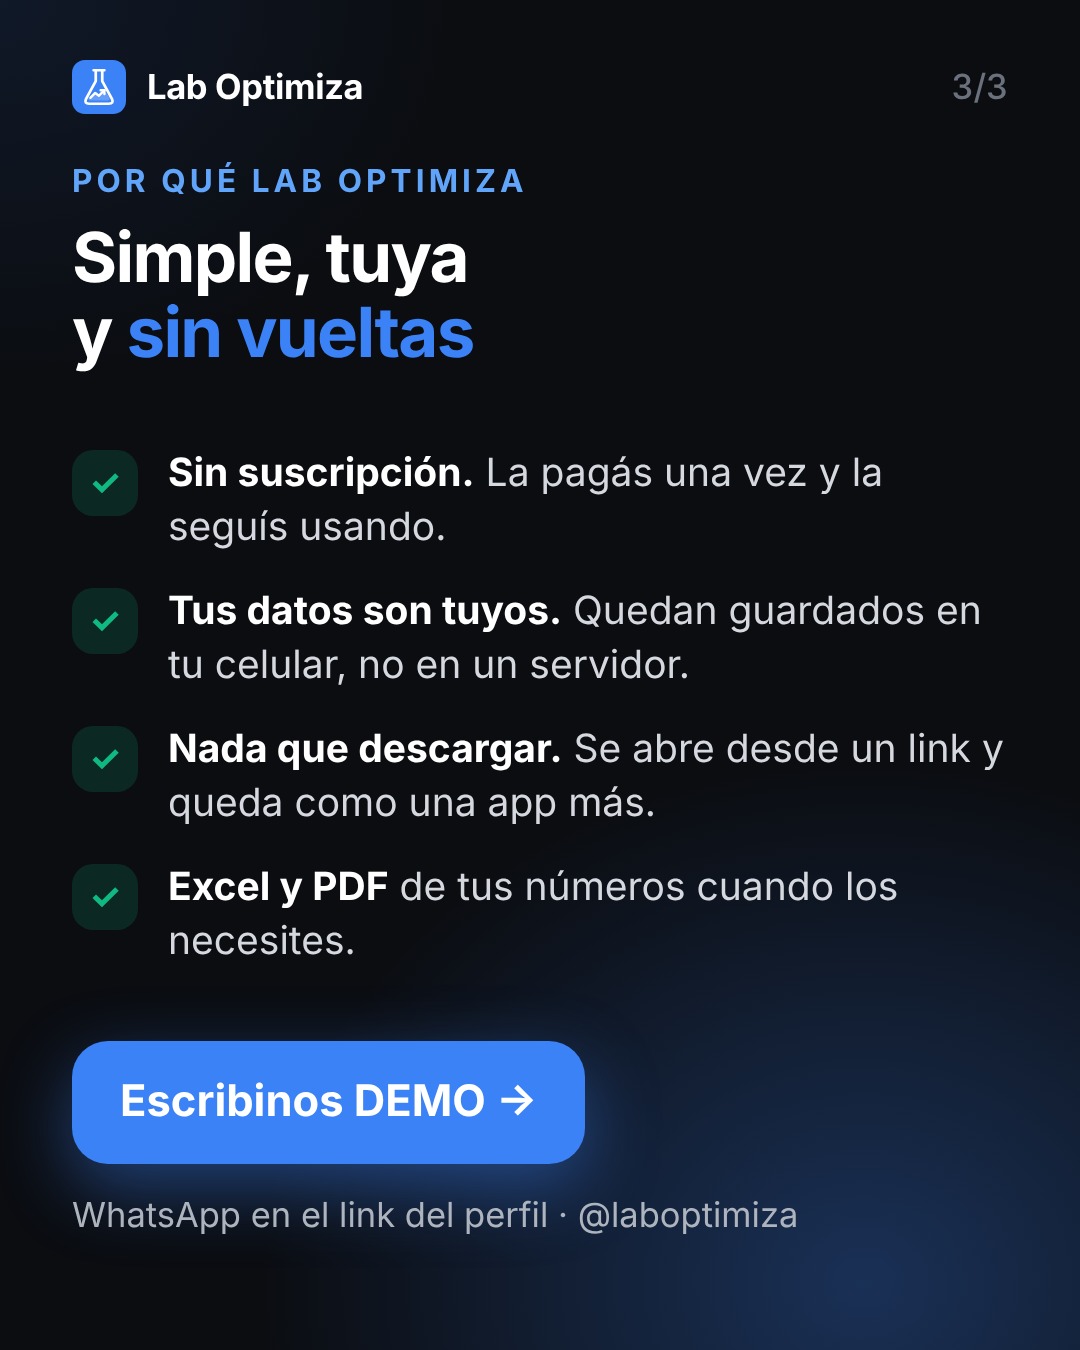 Lab Optimiza
3/3
POR QUÉ LAB OPTIMIZA
Simple, tuya
y sin vueltas
Sin suscripción. La pagás una vez y la
seguís usando.
Tus datos son tuyos. Quedan guardados en
tu celular, no en un servidor.
Nada que descargar. Se abre desde un link y
queda como una app más.
Excel y PDF de tus números cuando los
necesites.
Escribinos DEMO →
WhatsApp en el link del perfil · @laboptimiza